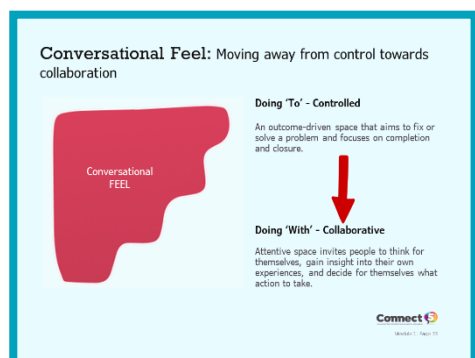 Conversational Feel: Moving away from control towards
collaboration
Conversational
FEEL
Doing 'To' - Controlled
An outcome-driven space that aims to fix or
solve a problem and focuses on completion
and closure.
Doing 'With' - Collaborative
Attentive space invites people to think for
themselves, gain insight into their own
experiences, and decide for themselves what
action to take.
Connect 5